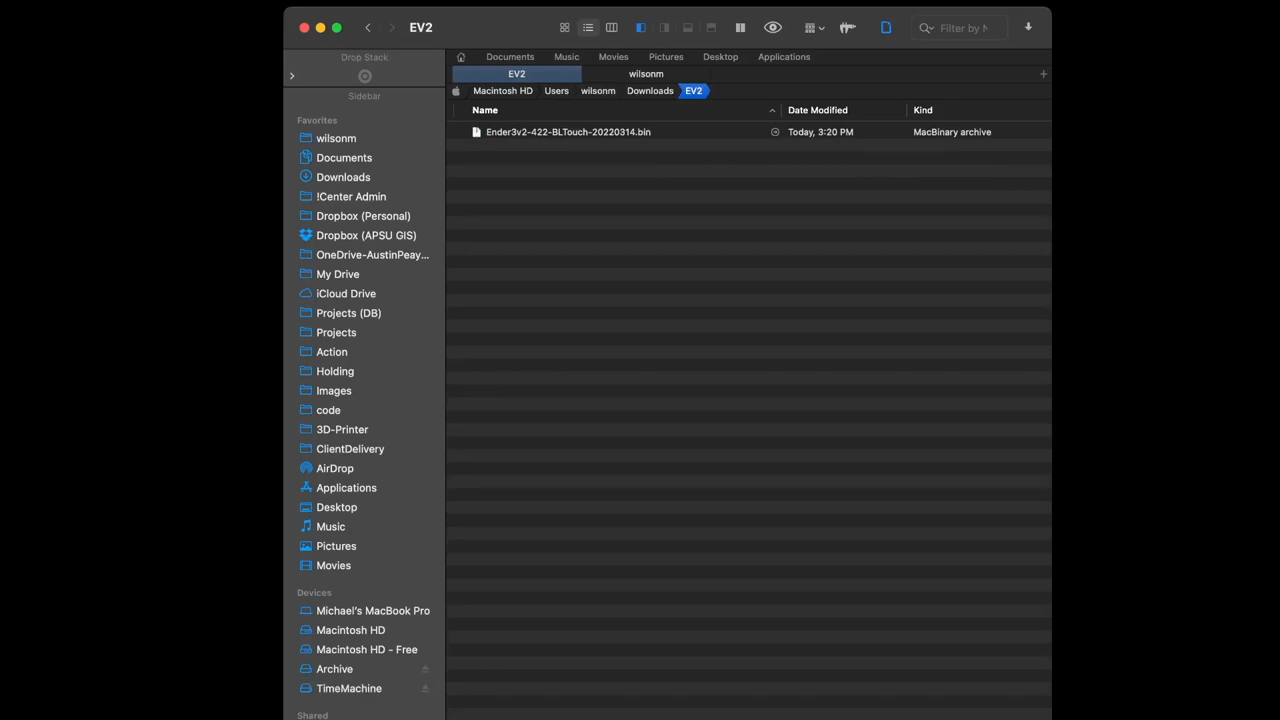 EV2
Filter by N
Drop Stack
Sidebar
Favorites
wilsonm
Documents
Downloads
!Center Admin
Dropbox (Personal)
Dropbox (APSU GIS)
OneDrive-AustinPeay...
My Drive
iCloud Drive
Projects (DB)
Projects
Action
Holding
Images
code
3D-Printer
ClientDelivery
AirDrop
Applications
Desktop
Music
Pictures
Movies
Devices
Michael's MacBook Pro
Macintosh HD
Macintosh HD - Free
Archive
TimeMachine
Shared
Documents Music Movies Pictures Desktop Applications
EV2 wilsonm
Macintosh HD Users wilsonm Downloads EV2
Name Date Modified Kind
Ender3v2-422-BLTouch-20220314.bin Today, 3:20 PM MacBinary archive